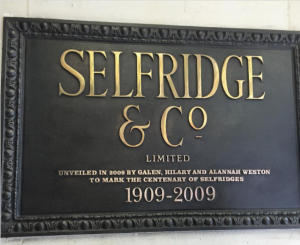 SELFRIDGE
& Co
LIMITED
UNVEILED IN 2009 BY GALEN, HILARY AND ALANNAH WESTON
TO MARK THE CENTENARY OF SELFRIDGES
1909-2009